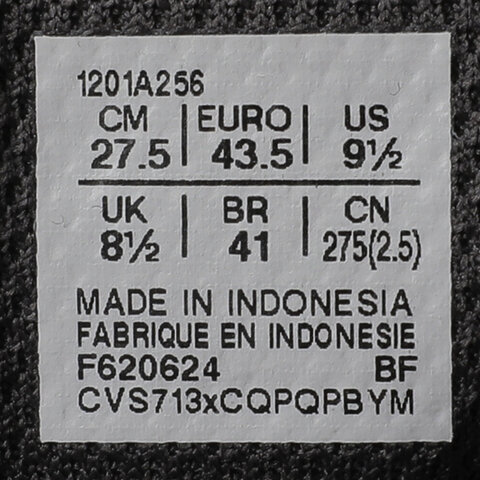 1201A256
CM | EURO | US
27.5 | 43.5 | 9½
UK | BR | CN
8½ | 41 | 275(2.5)
MADE IN INDONESIA
FABRIQUE EN INDONESIE
F620624 BF
CVS713xCQPQPBYM